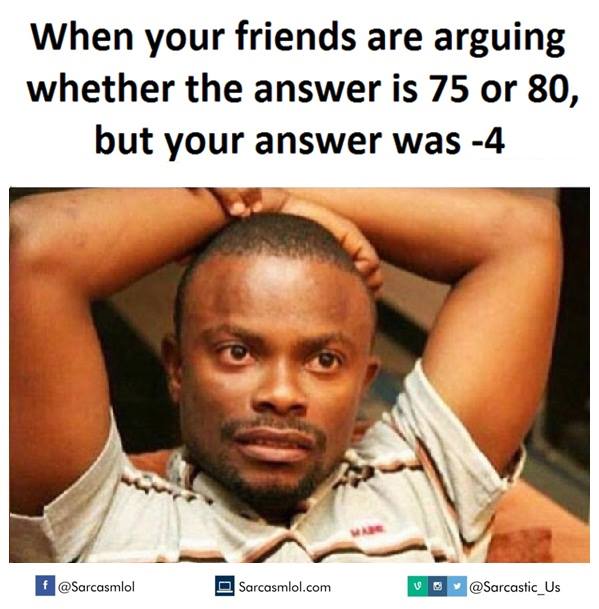 When your friends are arguing
whether the answer is 75 or 80,
but your answer was -4
@Sarcasmlol
Sarcasmlol.com
@Sarcastic_Us